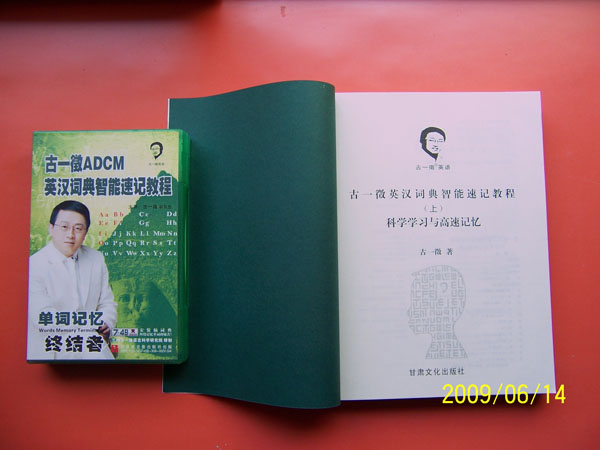 古一徵ADCM
英汉词典智能速记教程
Aa Bb Cc Dd
Ee Ff Gg Hh
Ii Jj Kk Ll Mm Nn
Oo Pp Qq Rr Ss Tt
Uu Vv Ww Xx Yy Zz
单词记忆
Words Memory Terminator
终结者
古一徵 英语
古一徵英汉词典智能速记教程
（上）
科学学习与高速记忆
古一徵 著
甘肃文化出版社
2009/06/14